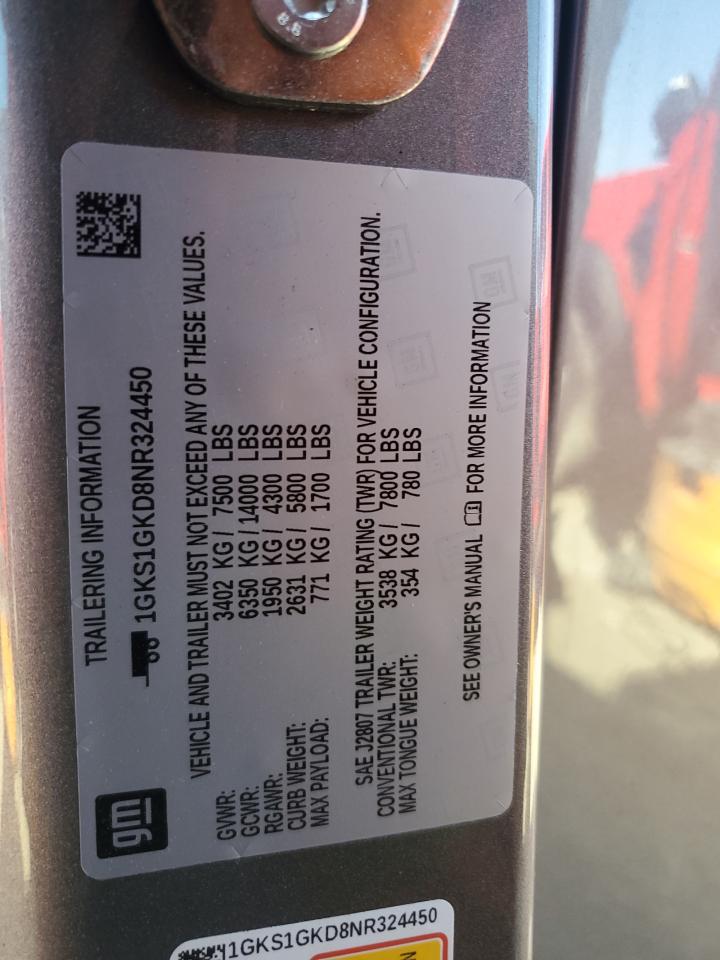 8.8
gm
TRAILERING INFORMATION
1GKS1GKD8NR324450
VEHICLE AND TRAILER MUST NOT EXCEED ANY OF THESE VALUES.
GVWR: 3402 KG / 7500 LBS
GCWR: 6350 KG / 14000 LBS
RGAWR: 1950 KG / 4300 LBS
CURB WEIGHT: 2631 KG / 5800 LBS
MAX PAYLOAD: 771 KG / 1700 LBS
SAE J2807 TRAILER WEIGHT RATING (TWR) FOR VEHICLE CONFIGURATION.
CONVENTIONAL TWR: 3538 KG / 7800 LBS
MAX TONGUE WEIGHT: 354 KG / 780 LBS
SEE OWNER'S MANUAL FOR MORE INFORMATION
1GKS1GKD8NR324450